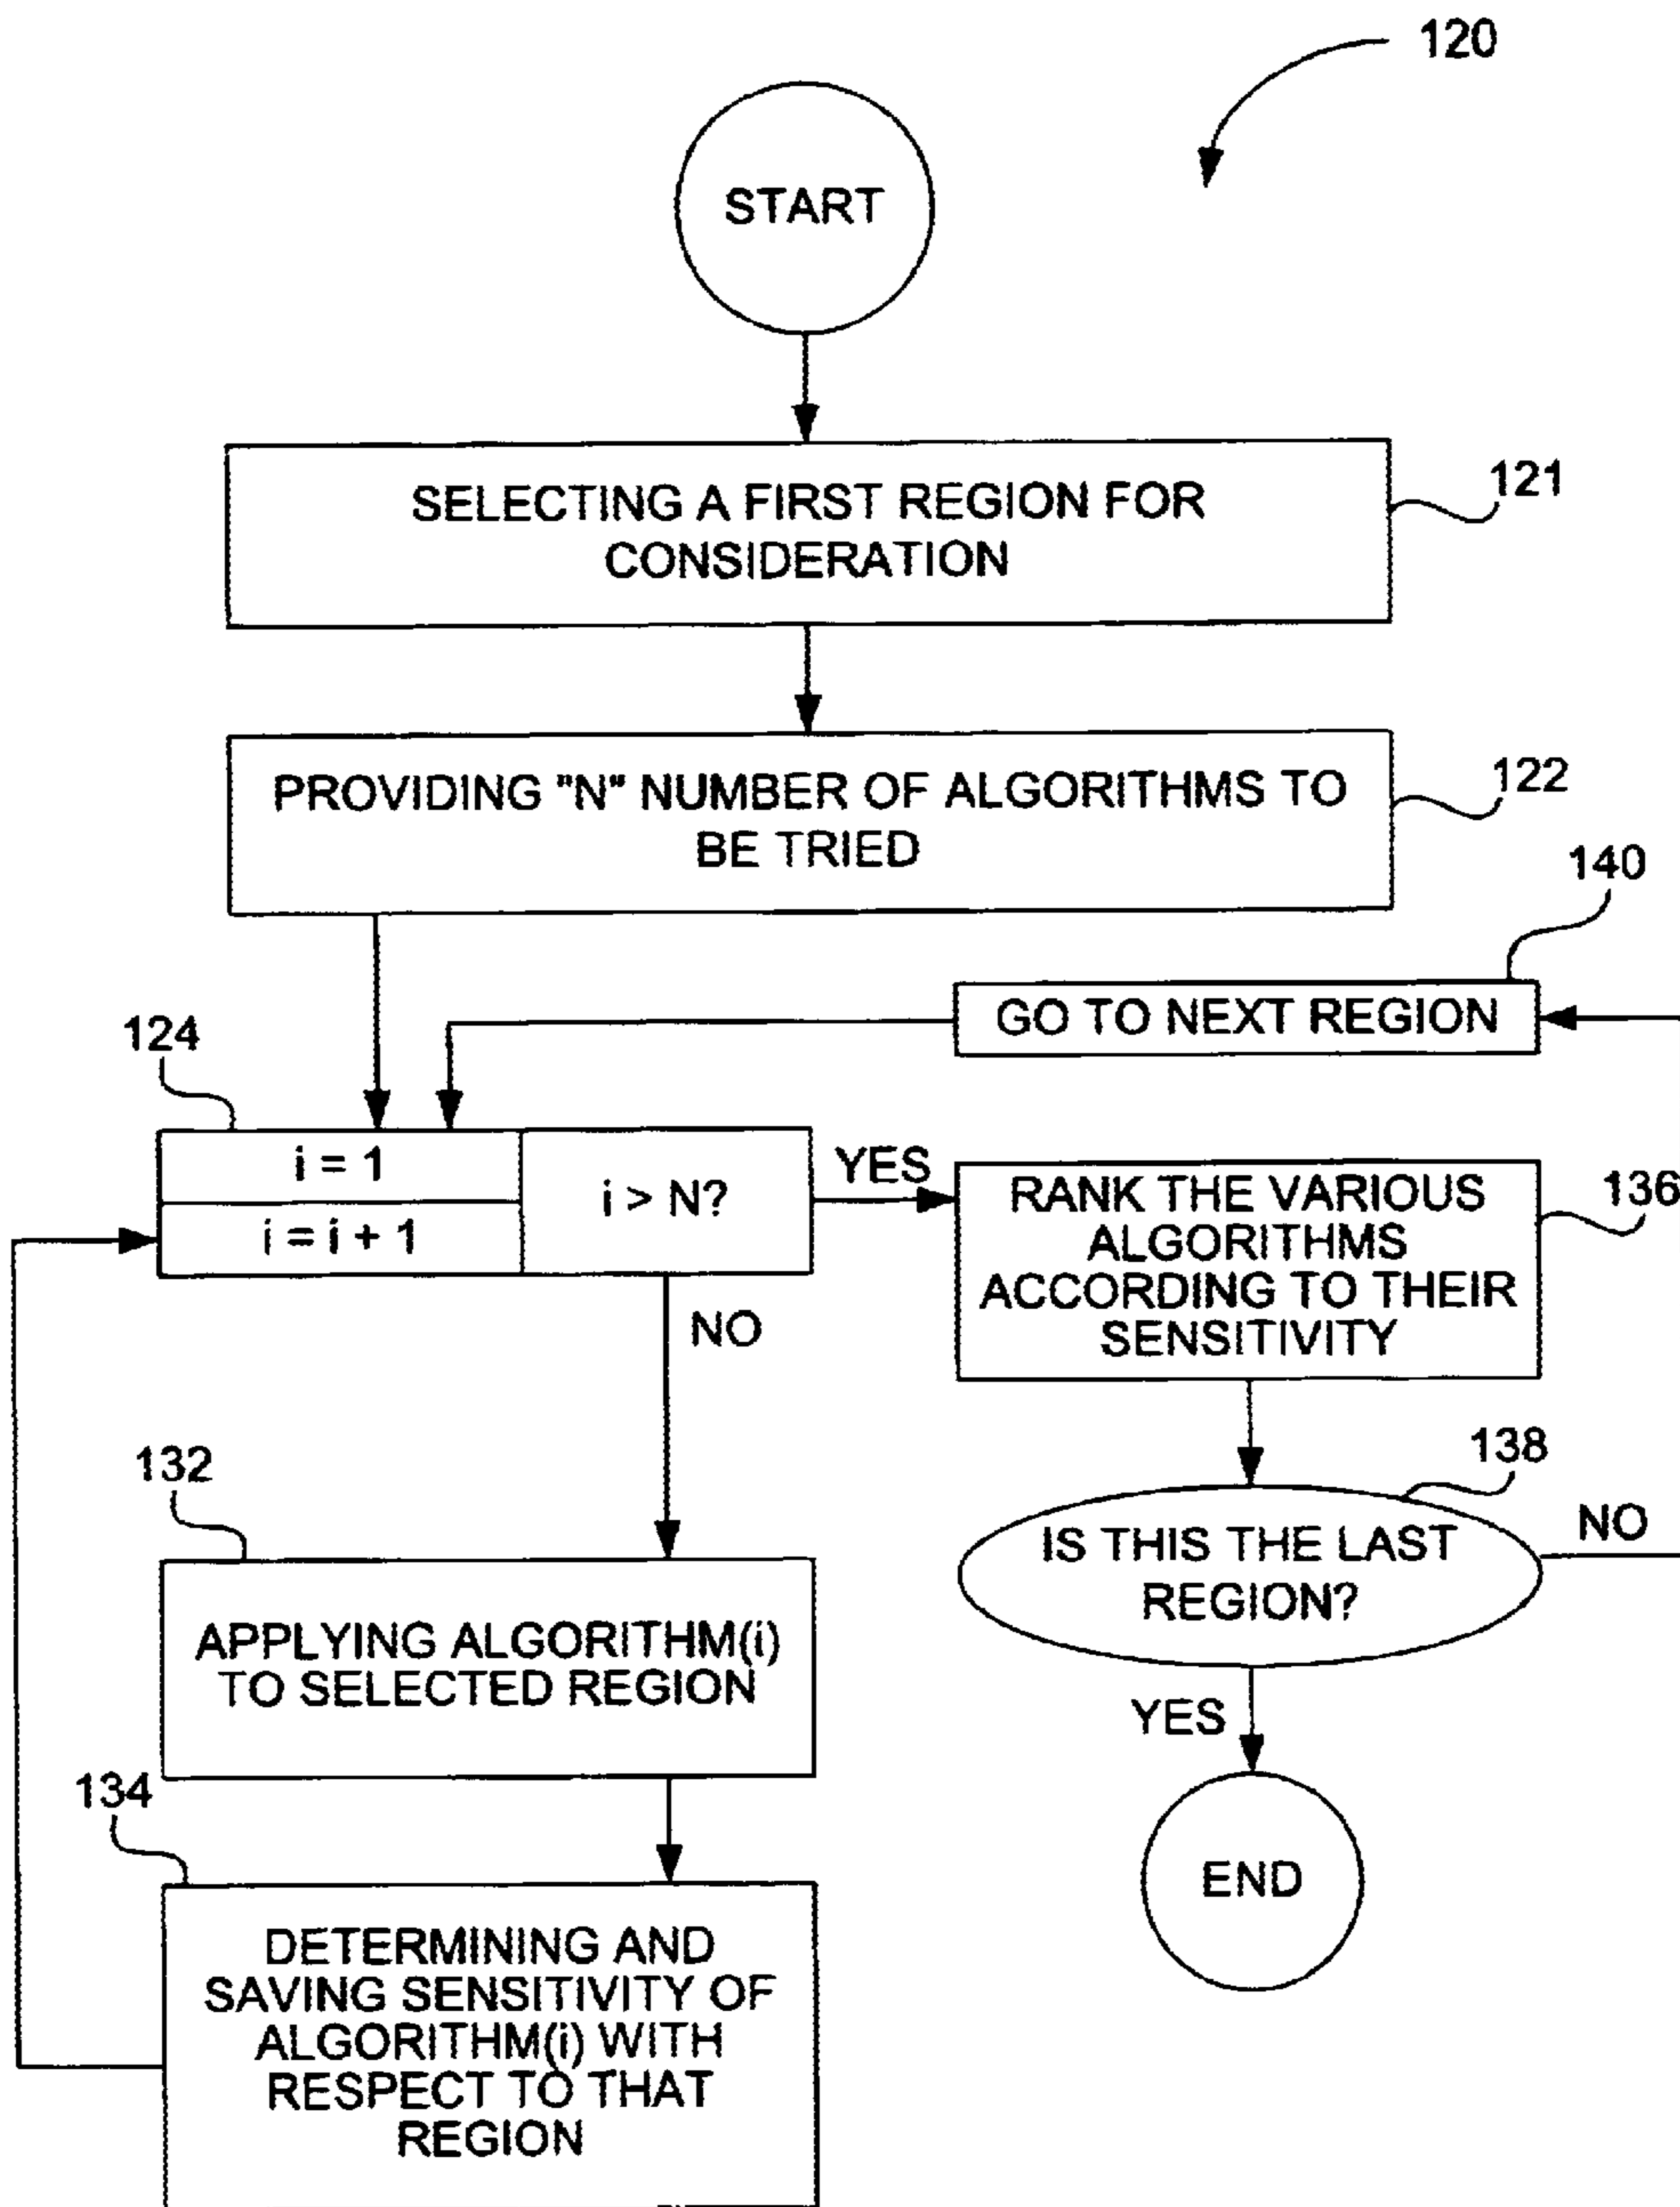 120
START
SELECTING A FIRST REGION FOR
CONSIDERATION
121
PROVIDING "N" NUMBER OF ALGORITHMS TO
BE TRIED
122
140
GO TO NEXT REGION
124
i = 1
i = i + 1
i > N?
YES
NO
RANK THE VARIOUS
ALGORITHMS
ACCORDING TO THEIR
SENSITIVITY
136
132
APPLYING ALGORITHM(i)
TO SELECTED REGION
138
IS THIS THE LAST
REGION?
NO
YES
134
DETERMINING AND
SAVING SENSITIVITY OF
ALGORITHM(i) WITH
RESPECT TO THAT
REGION
END